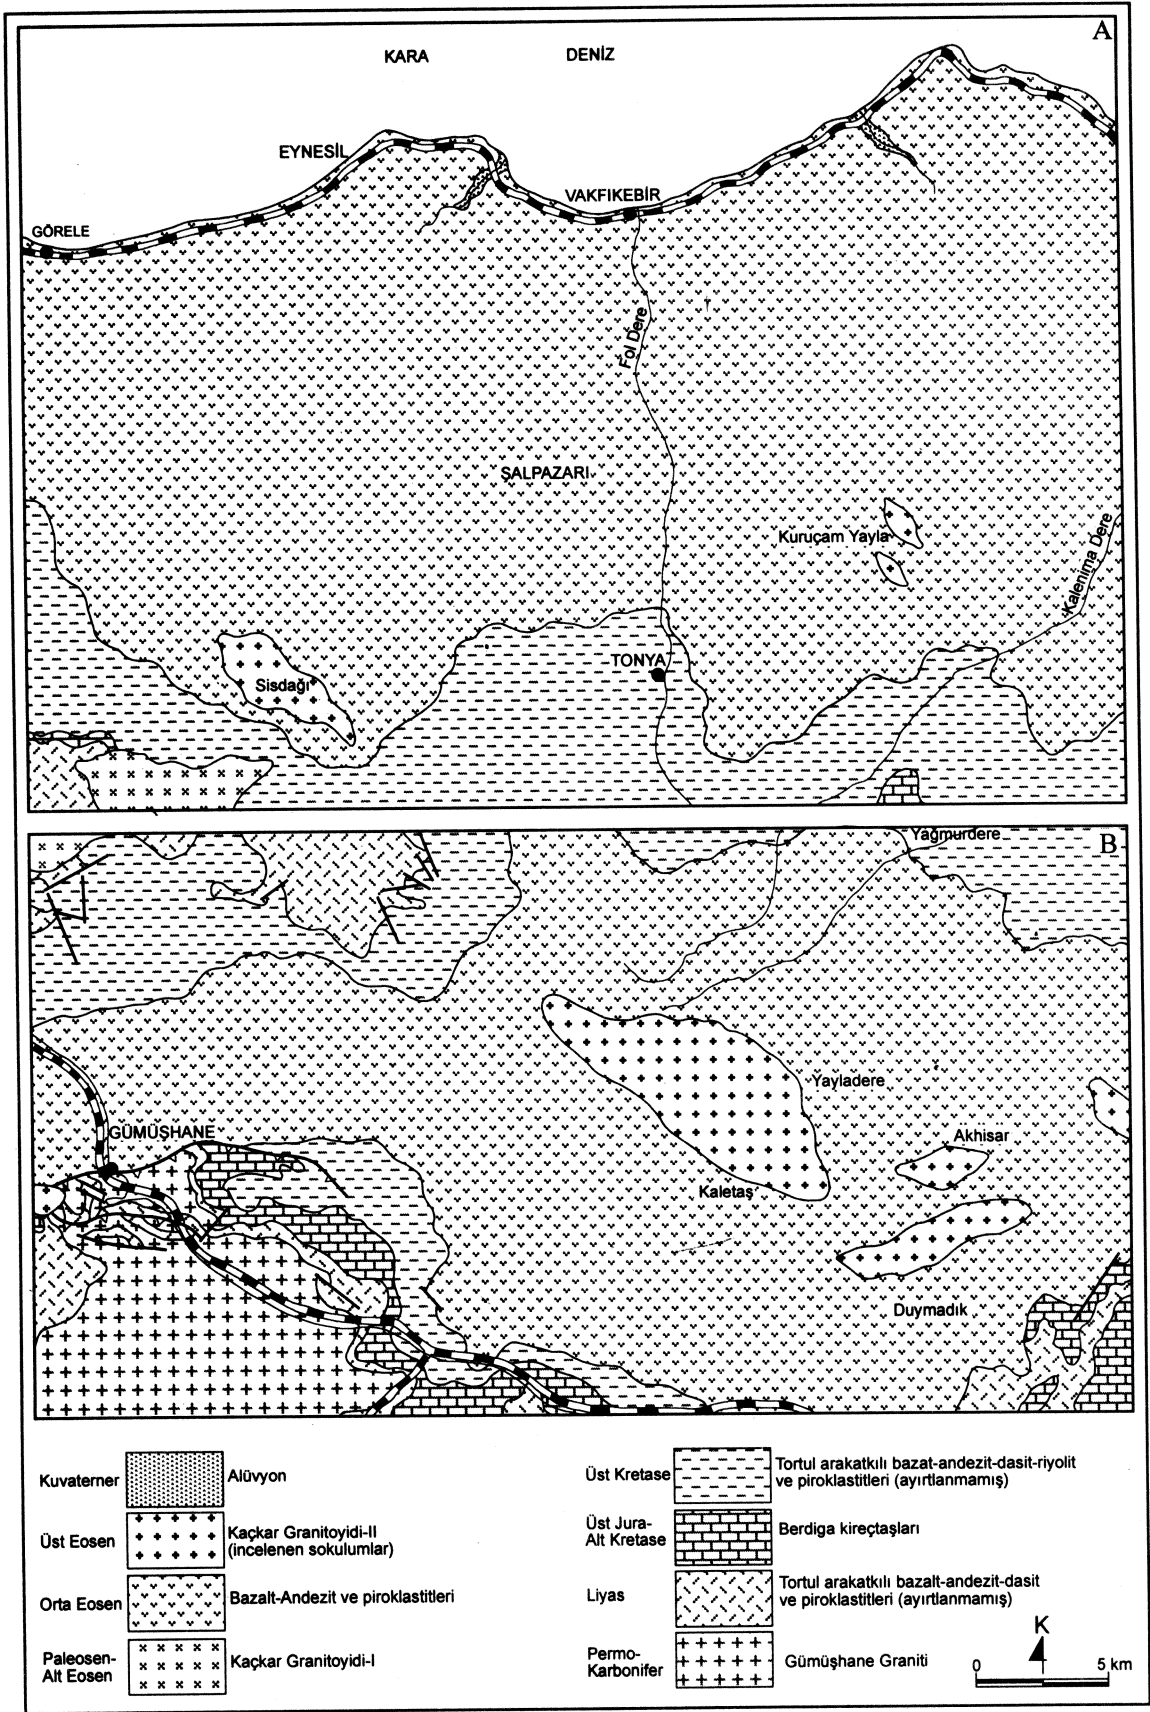 A
KARA DENİZ
EYNESİL
VAKFIKEBİR
GÖRELE
Fol Dere
ŞALPAZARI
Kuruçam Yayla
Kalenima Dere
TONYA
Sisdağı
Yağmurdere
B
Yayladere
GÜMÜŞHANE
Akhisar
Kaletaş
Duymadık
Kuvaterner
Alüvyon
Üst Eosen
Kaçkar Granitoyidi-II
(incelenen sokulumlar)
Orta Eosen
Bazalt-Andezit ve piroklastitleri
Paleosen-
Alt Eosen
Kaçkar Granitoyidi-I
Üst Kretase
Tortul arakatkılı bazat-andezit-dasit-riyolit
ve piroklastitleri (ayırtlanmamış)
Üst Jura-
Alt Kretase
Berdiga kireçtaşları
Liyas
Tortul arakatkılı bazalt-andezit-dasit
ve piroklastitleri (ayırtlanmamış)
Permo-
Karbonifer
Gümüşhane Graniti
K
0 5 km